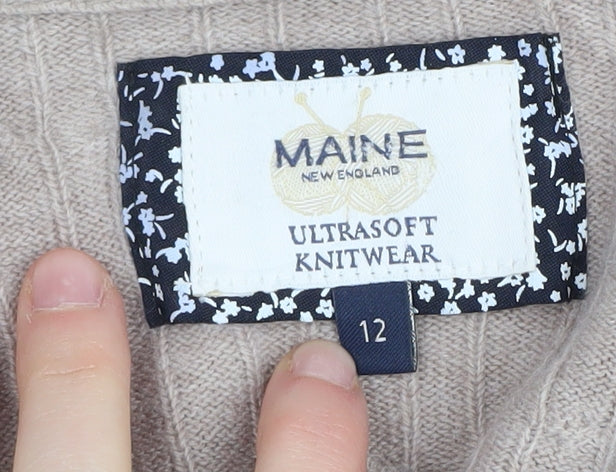 MAINE
NEW ENGLAND
ULTRASOFT
KNITWEAR
12